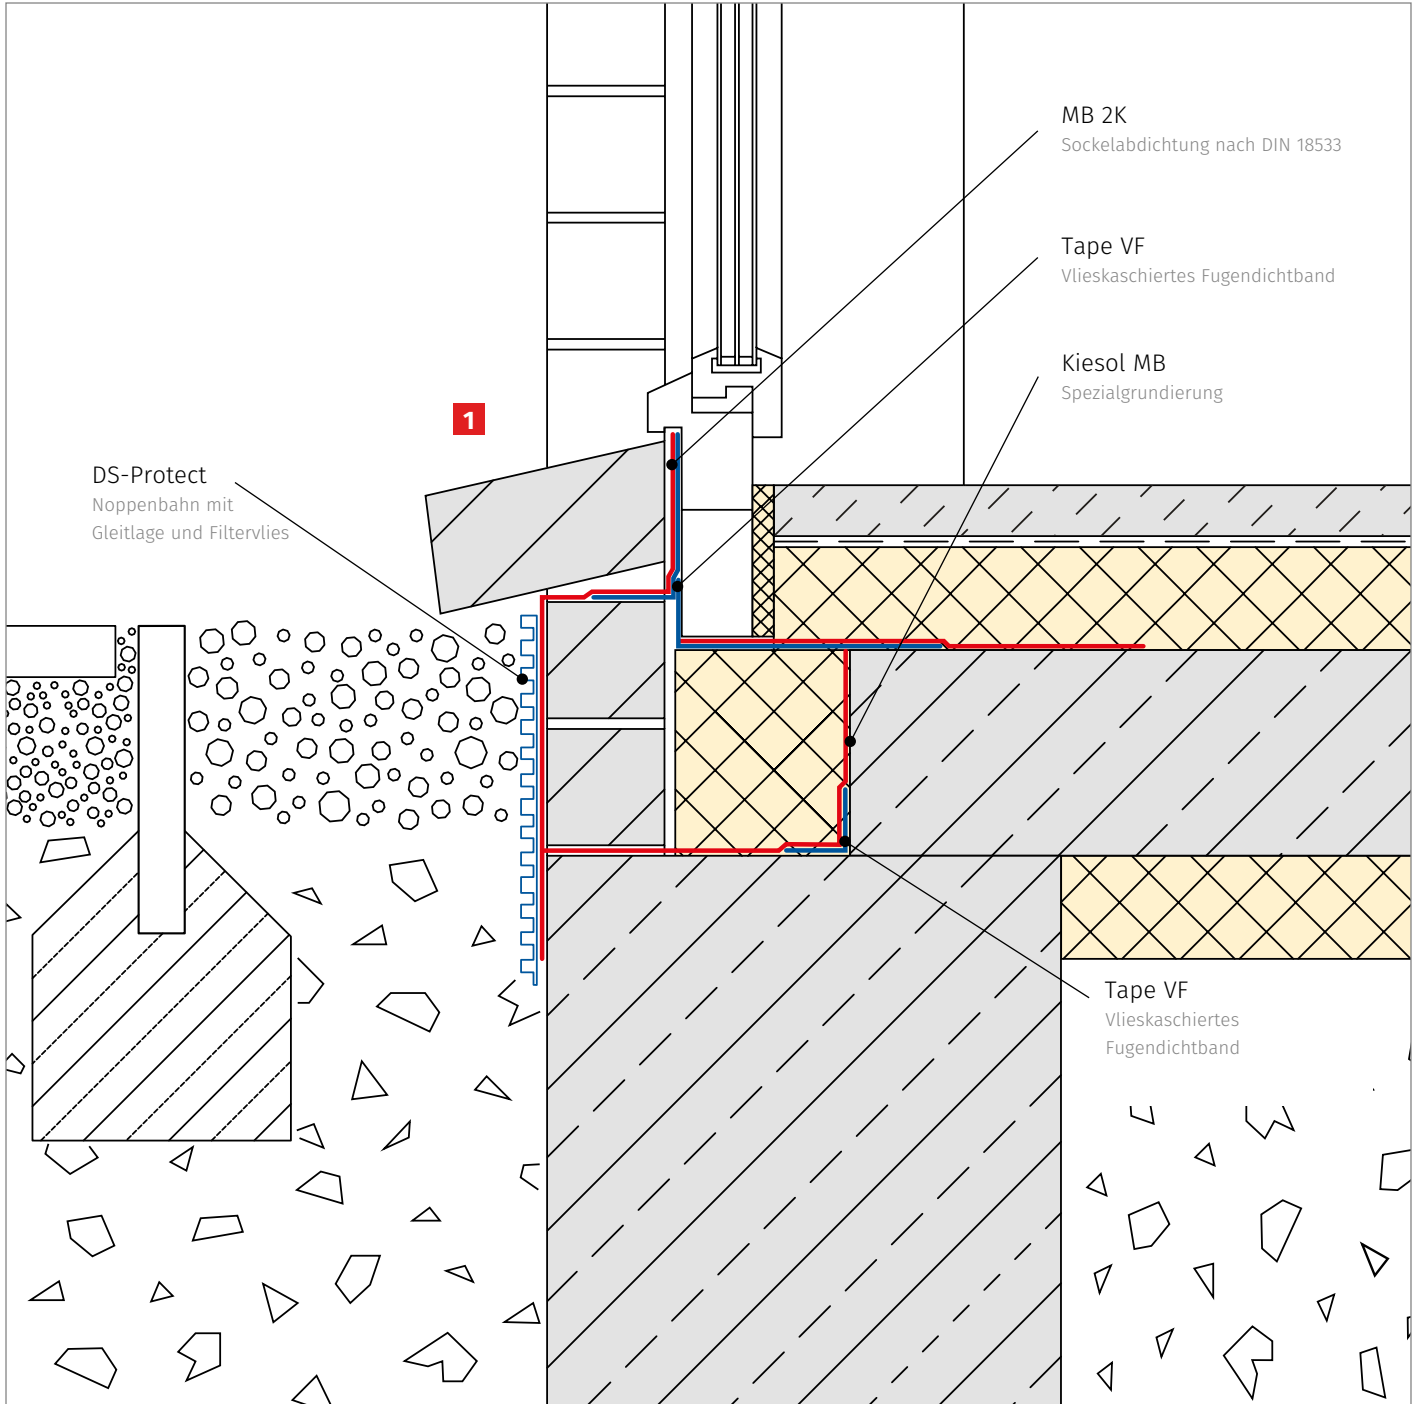 MB 2K
Sockelabdichtung nach DIN 18533
Tape VF
Vlieskaschiertes Fugendichtband
Kiesol MB
Spezialgrundierung
1
DS-Protect
Noppenbahn mit
Gleitlage und Filtervlies
Tape VF
Vlieskaschiertes
Fugendichtband